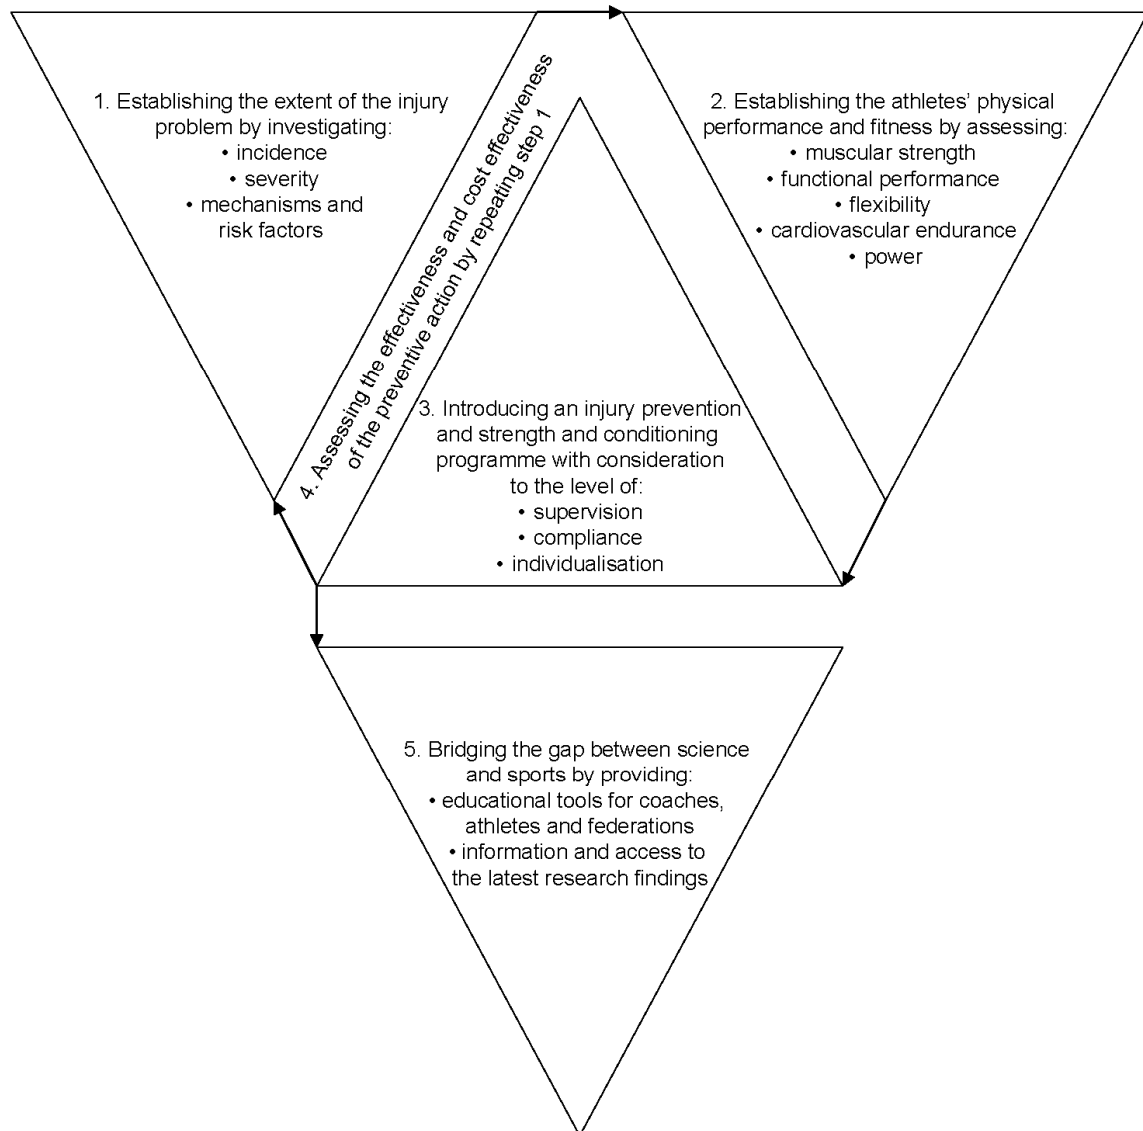 1. Establishing the extent of the injury
problem by investigating:
• incidence
• severity
• mechanisms and
risk factors
2. Establishing the athletes’ physical
performance and fitness by assessing:
• muscular strength
• functional performance
• flexibility
• cardiovascular endurance
• power
3. Introducing an injury prevention
and strength and conditioning
programme with consideration
to the level of:
• supervision
• compliance
• individualisation
4. Assessing the effectiveness and cost effectiveness
of the preventive action by repeating step 1
5. Bridging the gap between science
and sports by providing:
• educational tools for coaches,
athletes and federations
• information and access to
the latest research findings